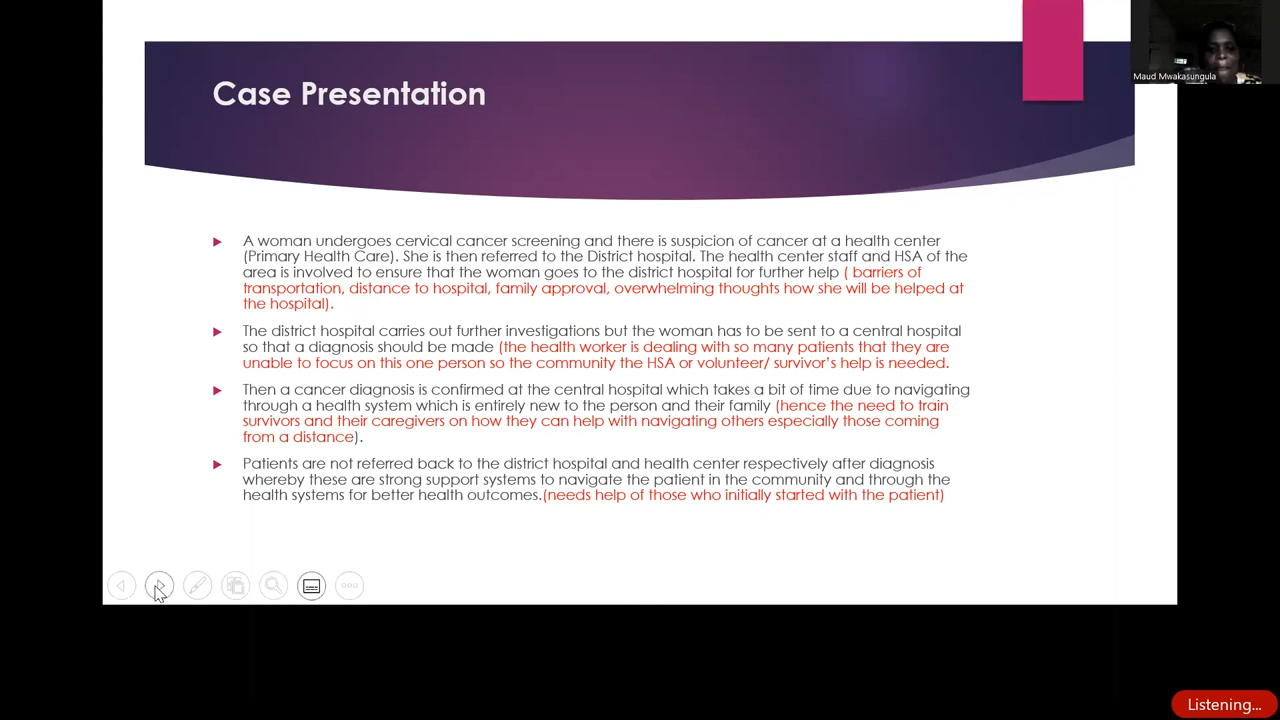 Case Presentation
Maud Mwakasungula
A woman undergoes cervical cancer screening and there is suspicion of cancer at a health center
(Primary Health Care). She is then referred to the District hospital. The health center staff and HSA of the
area is involved to ensure that the woman goes to the district hospital for further help ( barriers of
transportation, distance to hospital, family approval, overwhelming thoughts how she will be helped at
the hospital).
The district hospital carries out further investigations but the woman has to be sent to a central hospital
so that a diagnosis should be made (the health worker is dealing with so many patients that they are
unable to focus on this one person so the community the HSA or volunteer/ survivor's help is needed.
Then a cancer diagnosis is confirmed at the central hospital which takes a bit of time due to navigating
through a health system which is entirely new to the person and their family (hence the need to train
survivors and their caregivers on how they can help with navigating others especially those coming
from a distance).
Patients are not referred back to the district hospital and health center respectively after diagnosis
whereby these are strong support systems to navigate the patient in the community and through the
health systems for better health outcomes.(needs help of those who initially started with the patient)
Listening...